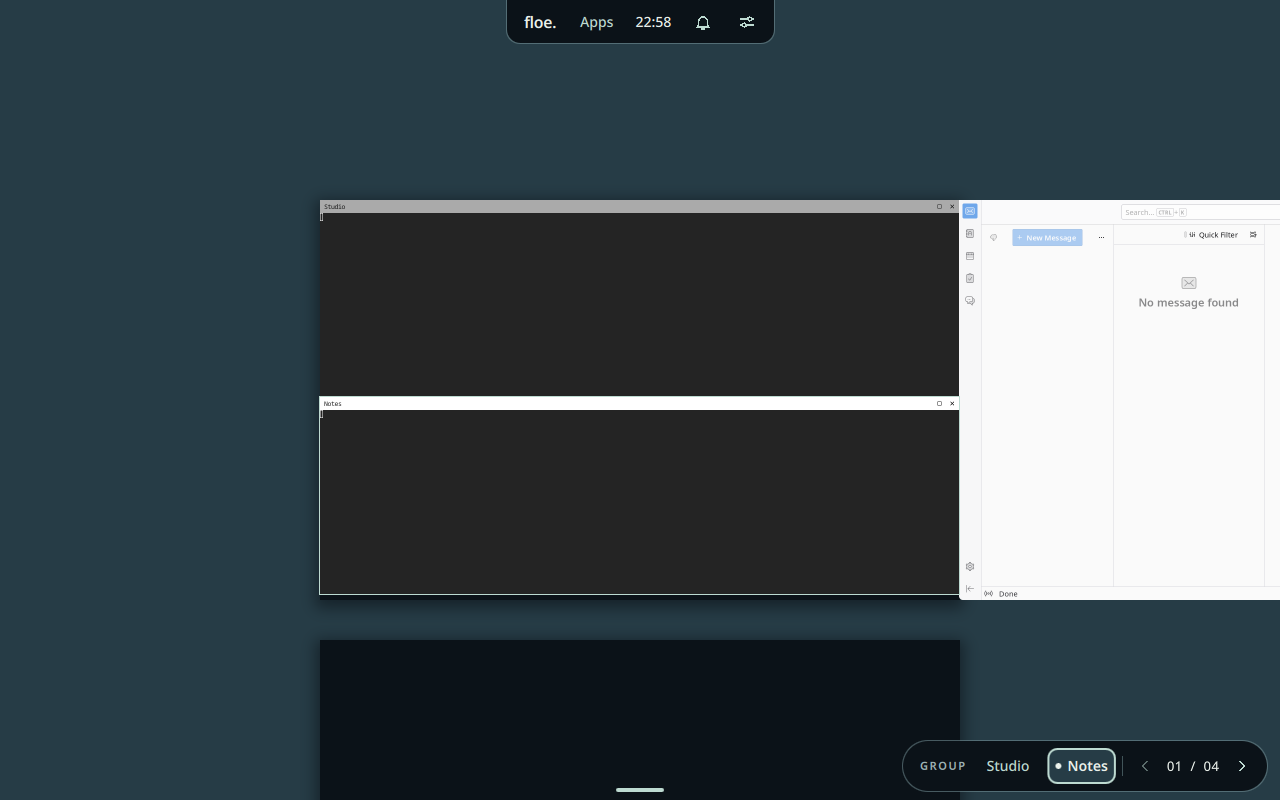 floe. Apps 22:58
Studio
Search... CTRL + K
+ New Message
Quick Filter
No message found
Notes
Done
GROUP Studio Notes 01 / 04